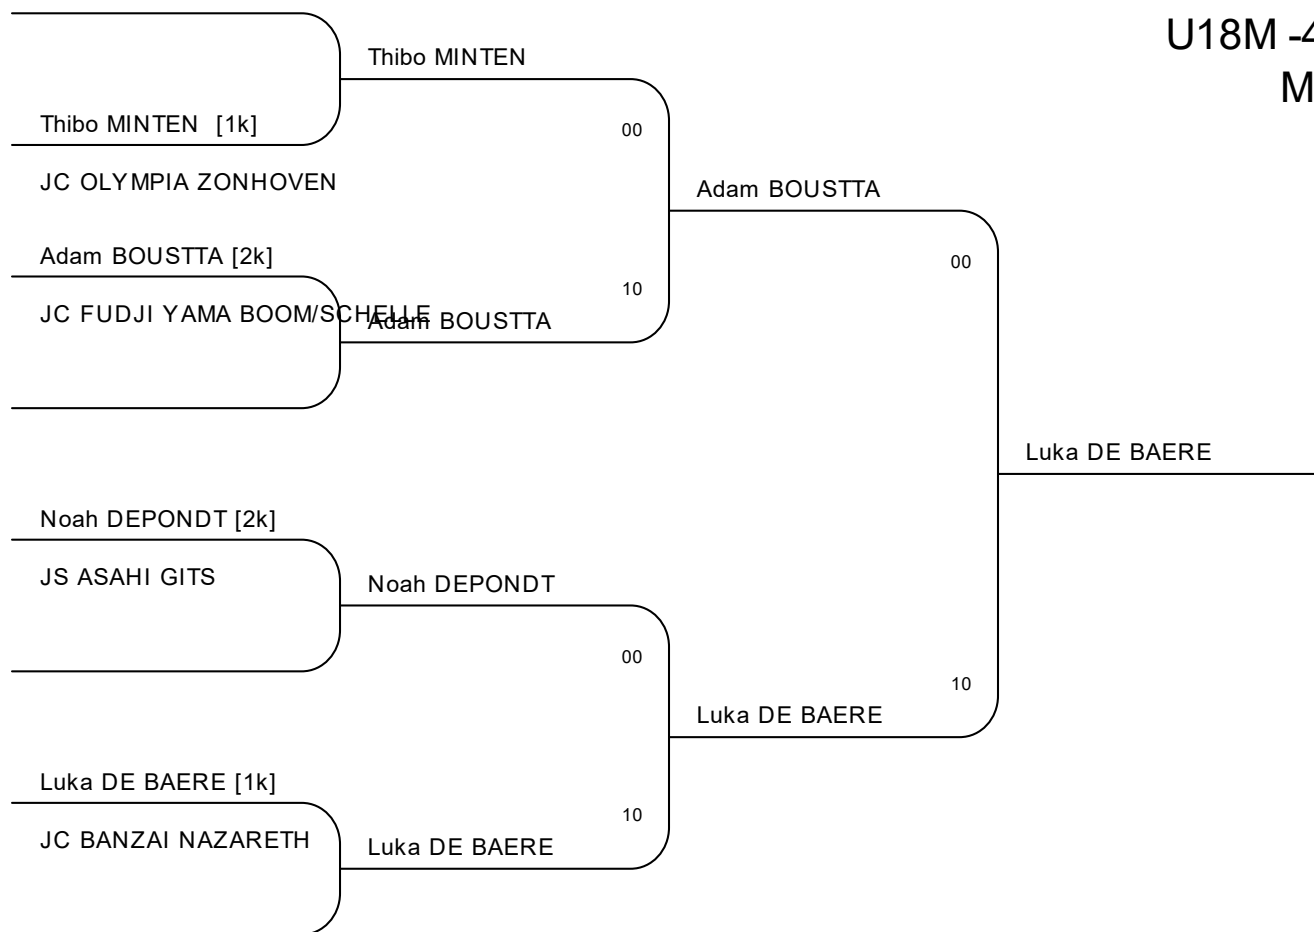 U18M -4
M
Thibo MINTEN
Thibo MINTEN [1k]
00
JC OLYMPIA ZONHOVEN
Adam BOUSTTA
Adam BOUSTTA [2k]
00
10
JC FUDJI YAMA BOOM/SCHELLE
Adam BOUSTTA
Luka DE BAERE
Noah DEPONDT [2k]
JS ASAHI GITS
Noah DEPONDT
00
10
Luka DE BAERE
Luka DE BAERE [1k]
10
JC BANZAI NAZARETH
Luka DE BAERE